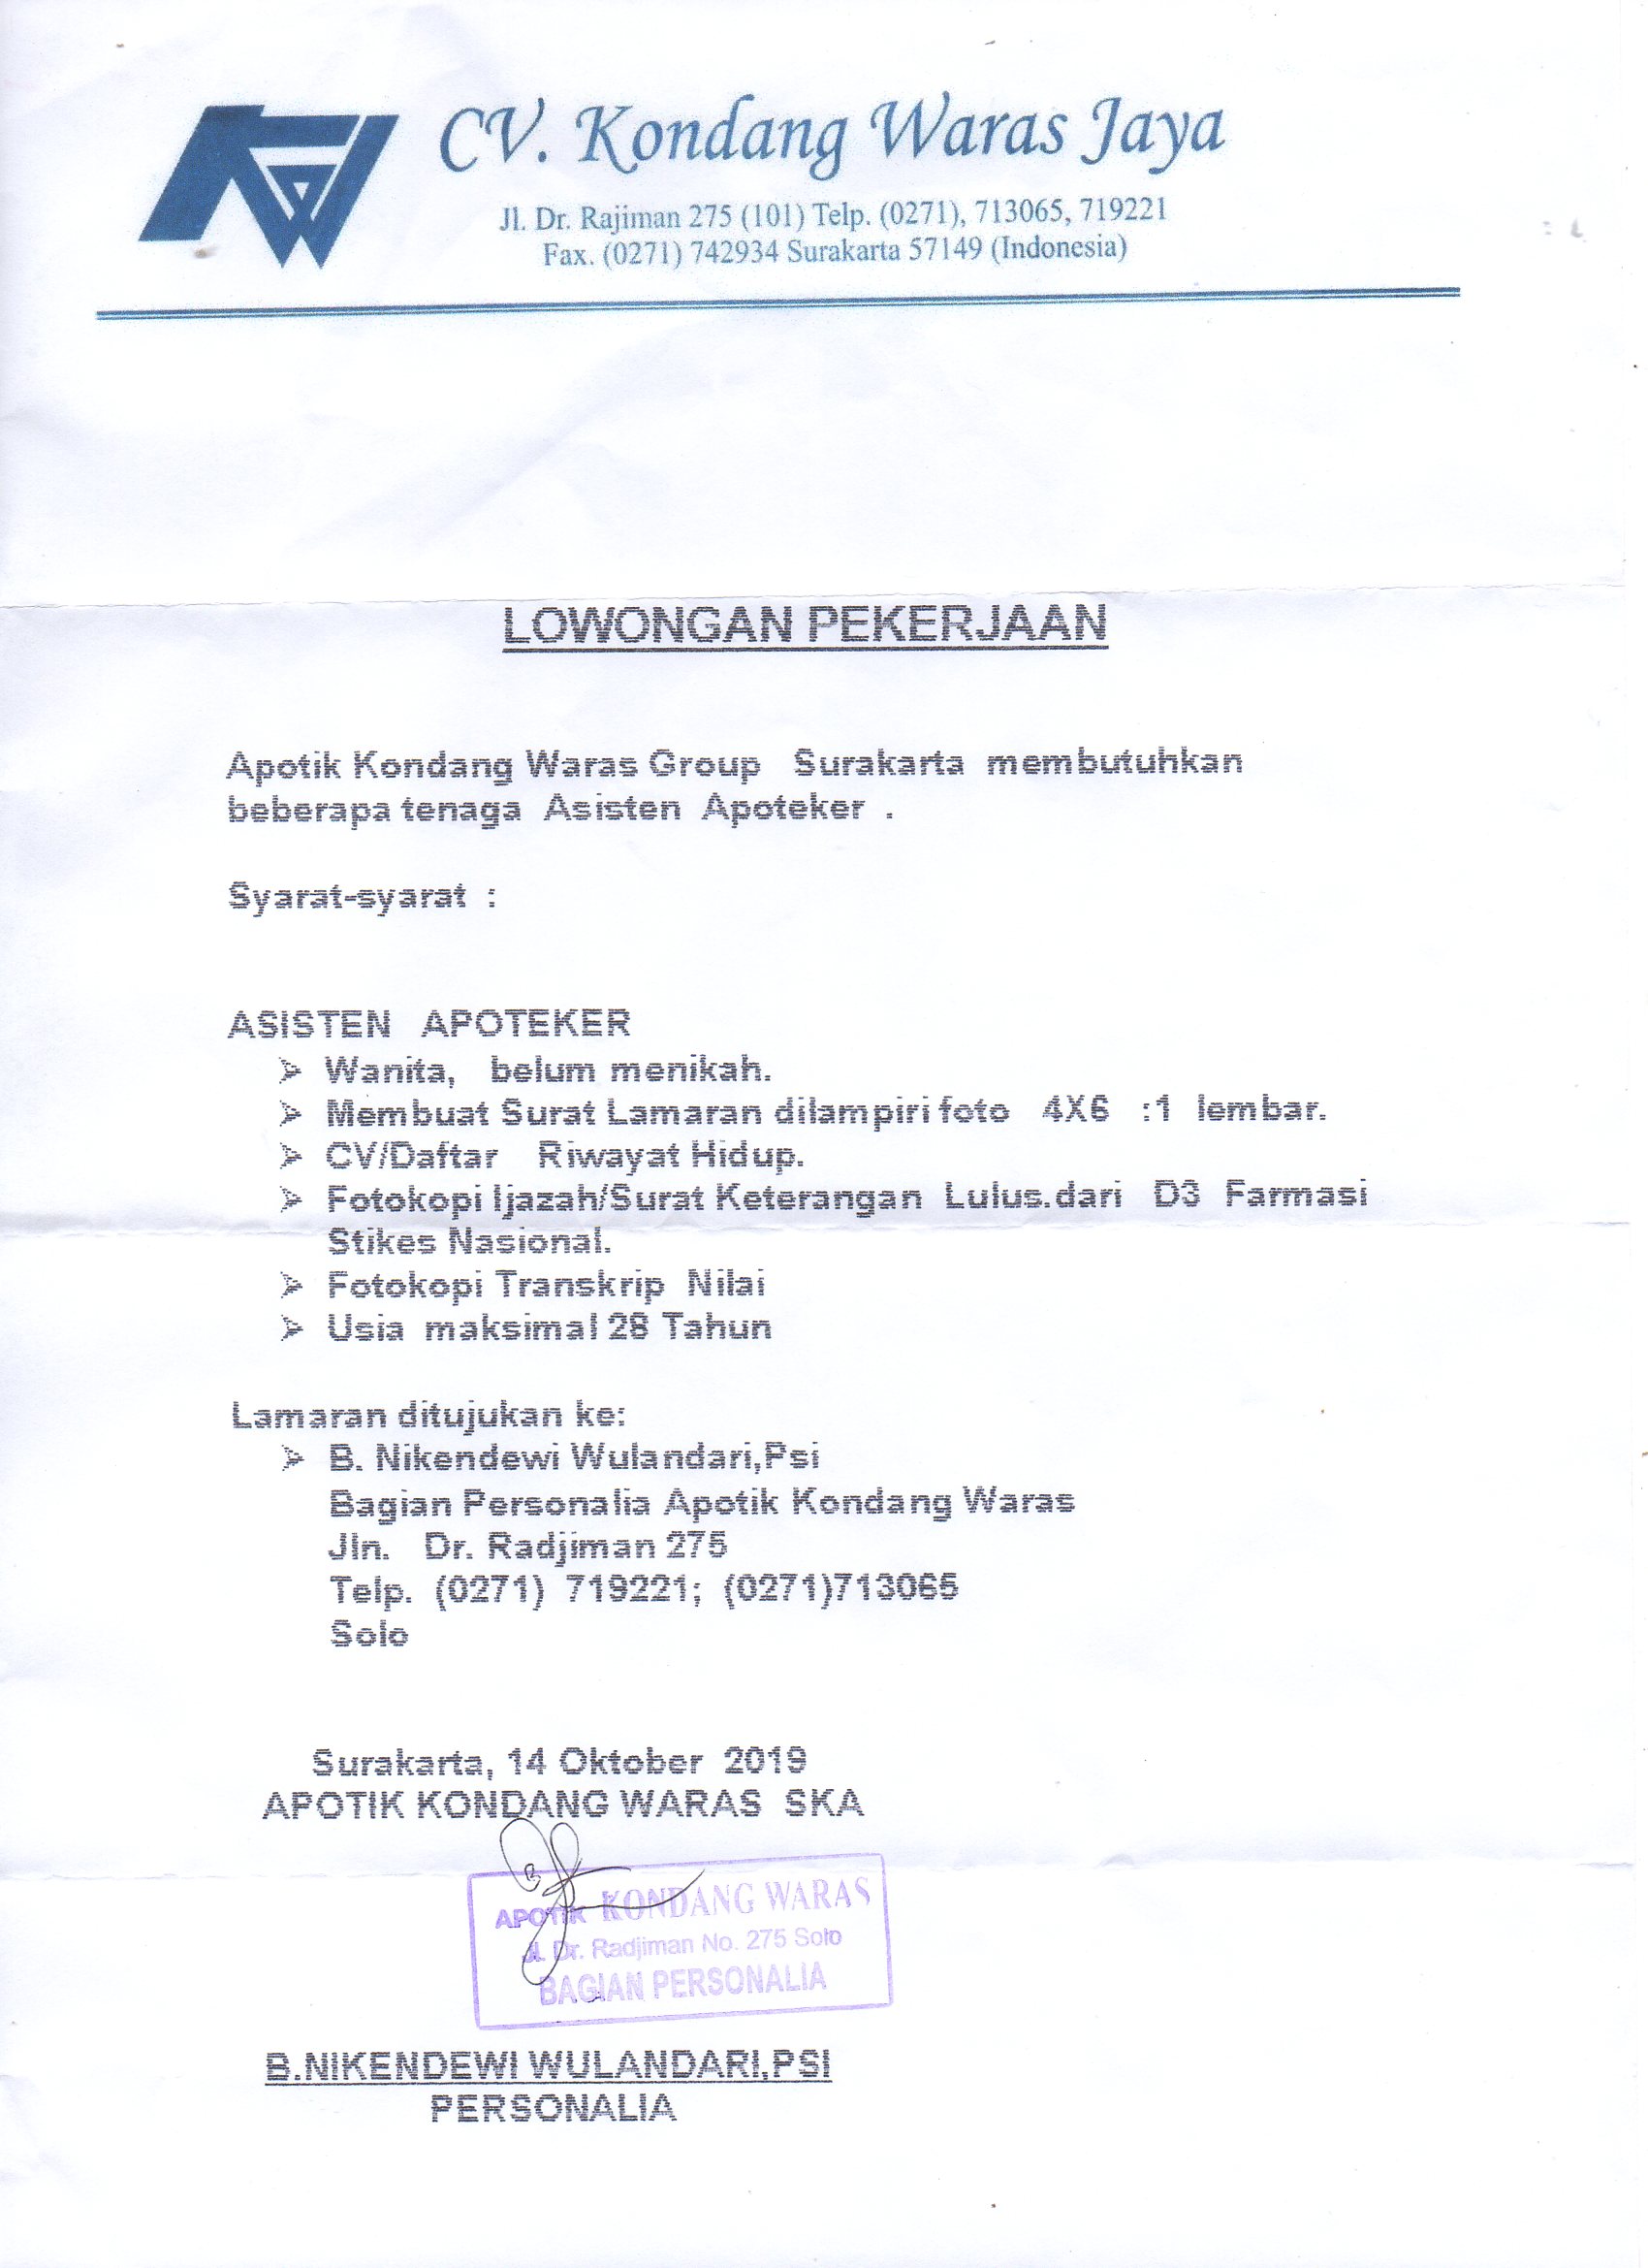 CV. Kondang Waras Jaya
Jl. Dr. Rajiman 275 (101) Telp. (0271), 713065, 719221
Fax. (0271) 742934 Surakarta 57149 (Indonesia)
LOWONGAN PEKERJAAN
Apotik Kondang Waras Group Surakarta membutuhkan
beberapa tenaga Asisten Apoteker .
Syarat-syarat :
ASISTEN APOTEKER
➢ Wanita, belum menikah.
➢ Membuat Surat Lamaran dilampiri foto 4X6 :1 lembar.
➢ CV/Daftar Riwayat Hidup.
➢ Fotokopi Ijazah/Surat Keterangan Lulus.dari D3 Farmasi
Stikes Nasional.
➢ Fotokopi Transkrip Nilai
➢ Usia maksimal 28 Tahun
Lamaran ditujukan ke:
➢ B. Nikendewi Wulandari,Psi
Bagian Personalia Apotik Kondang Waras
Jln. Dr. Radjiman 275
Telp. (0271) 719221; (0271)713065
Solo
Surakarta, 14 Oktober 2019
APOTIK KONDANG WARAS SKA
APOTIK KONDANG WARAS
Jl. Dr. Radjiman No. 275 Solo
BAGIAN PERSONALIA
B.NIKENDEWI WULANDARI,PSI
PERSONALIA